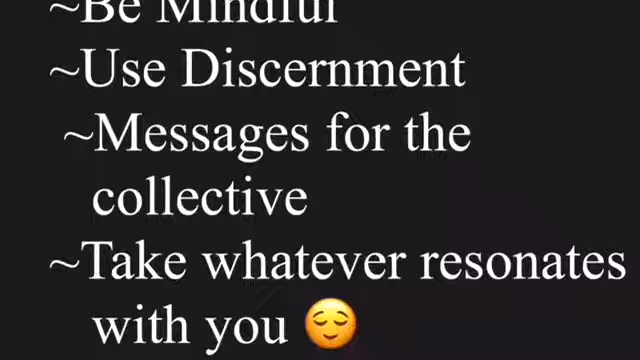 ~Be Mindful
~Use Discernment
~Messages for the
collective
~Take whatever resonates
with you 😌